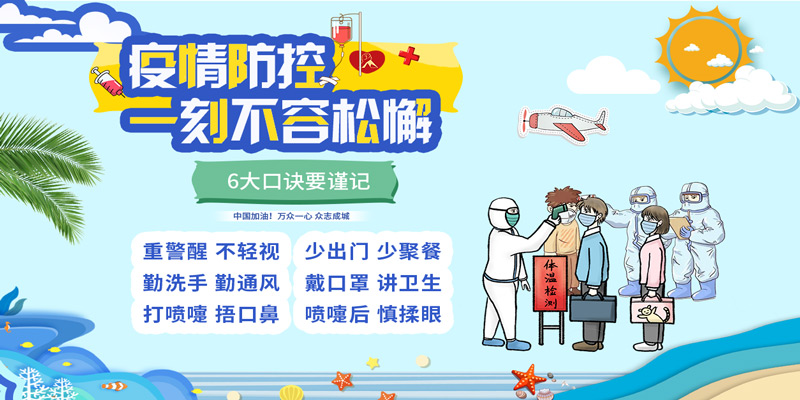 疫情防控
一刻不容松懈
6大口诀要谨记
中国加油！万众一心 众志成城
重警醒 不轻视
勤洗手 勤通风
打喷嚏 捂口鼻
少出门 少聚餐
戴口罩 讲卫生
喷嚏后 慎揉眼
体温检测